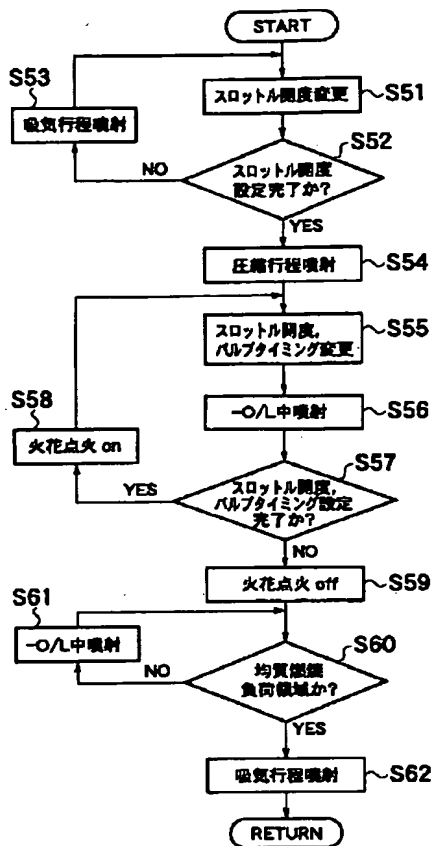 START
S53
スロットル開度変更
S51
吸気行程噴射
S52
NO
スロットル開度
設定完了か?
YES
圧縮行程噴射
S54
スロットル開度,
バルブタイミング変更
S55
S58
-O/L中噴射
S56
火花点火 on
S57
YES
スロットル開度,
バルブタイミング設定
完了か?
NO
S61
火花点火 off
S59
-O/L中噴射
S60
NO
均質燃焼
負荷領域か?
YES
吸気行程噴射
S62
RETURN